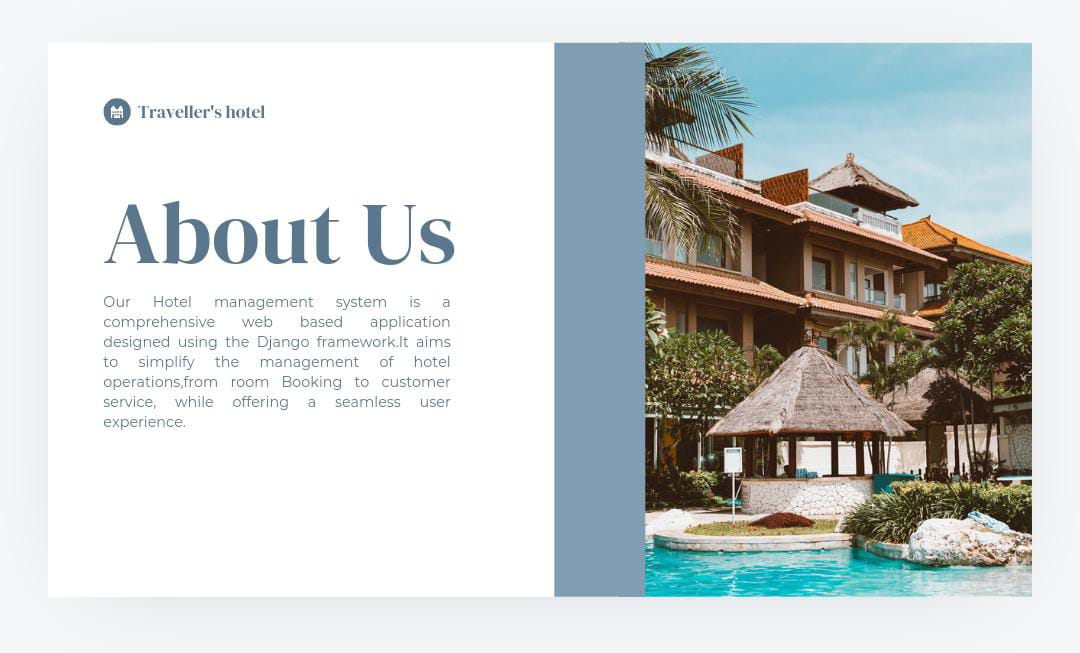 Traveller's hotel
About Us
Our Hotel management system is a
comprehensive web based application
designed using the Django framework.It aims
to simplify the management of hotel
operations,from room Booking to customer
service, while offering a seamless user
experience.